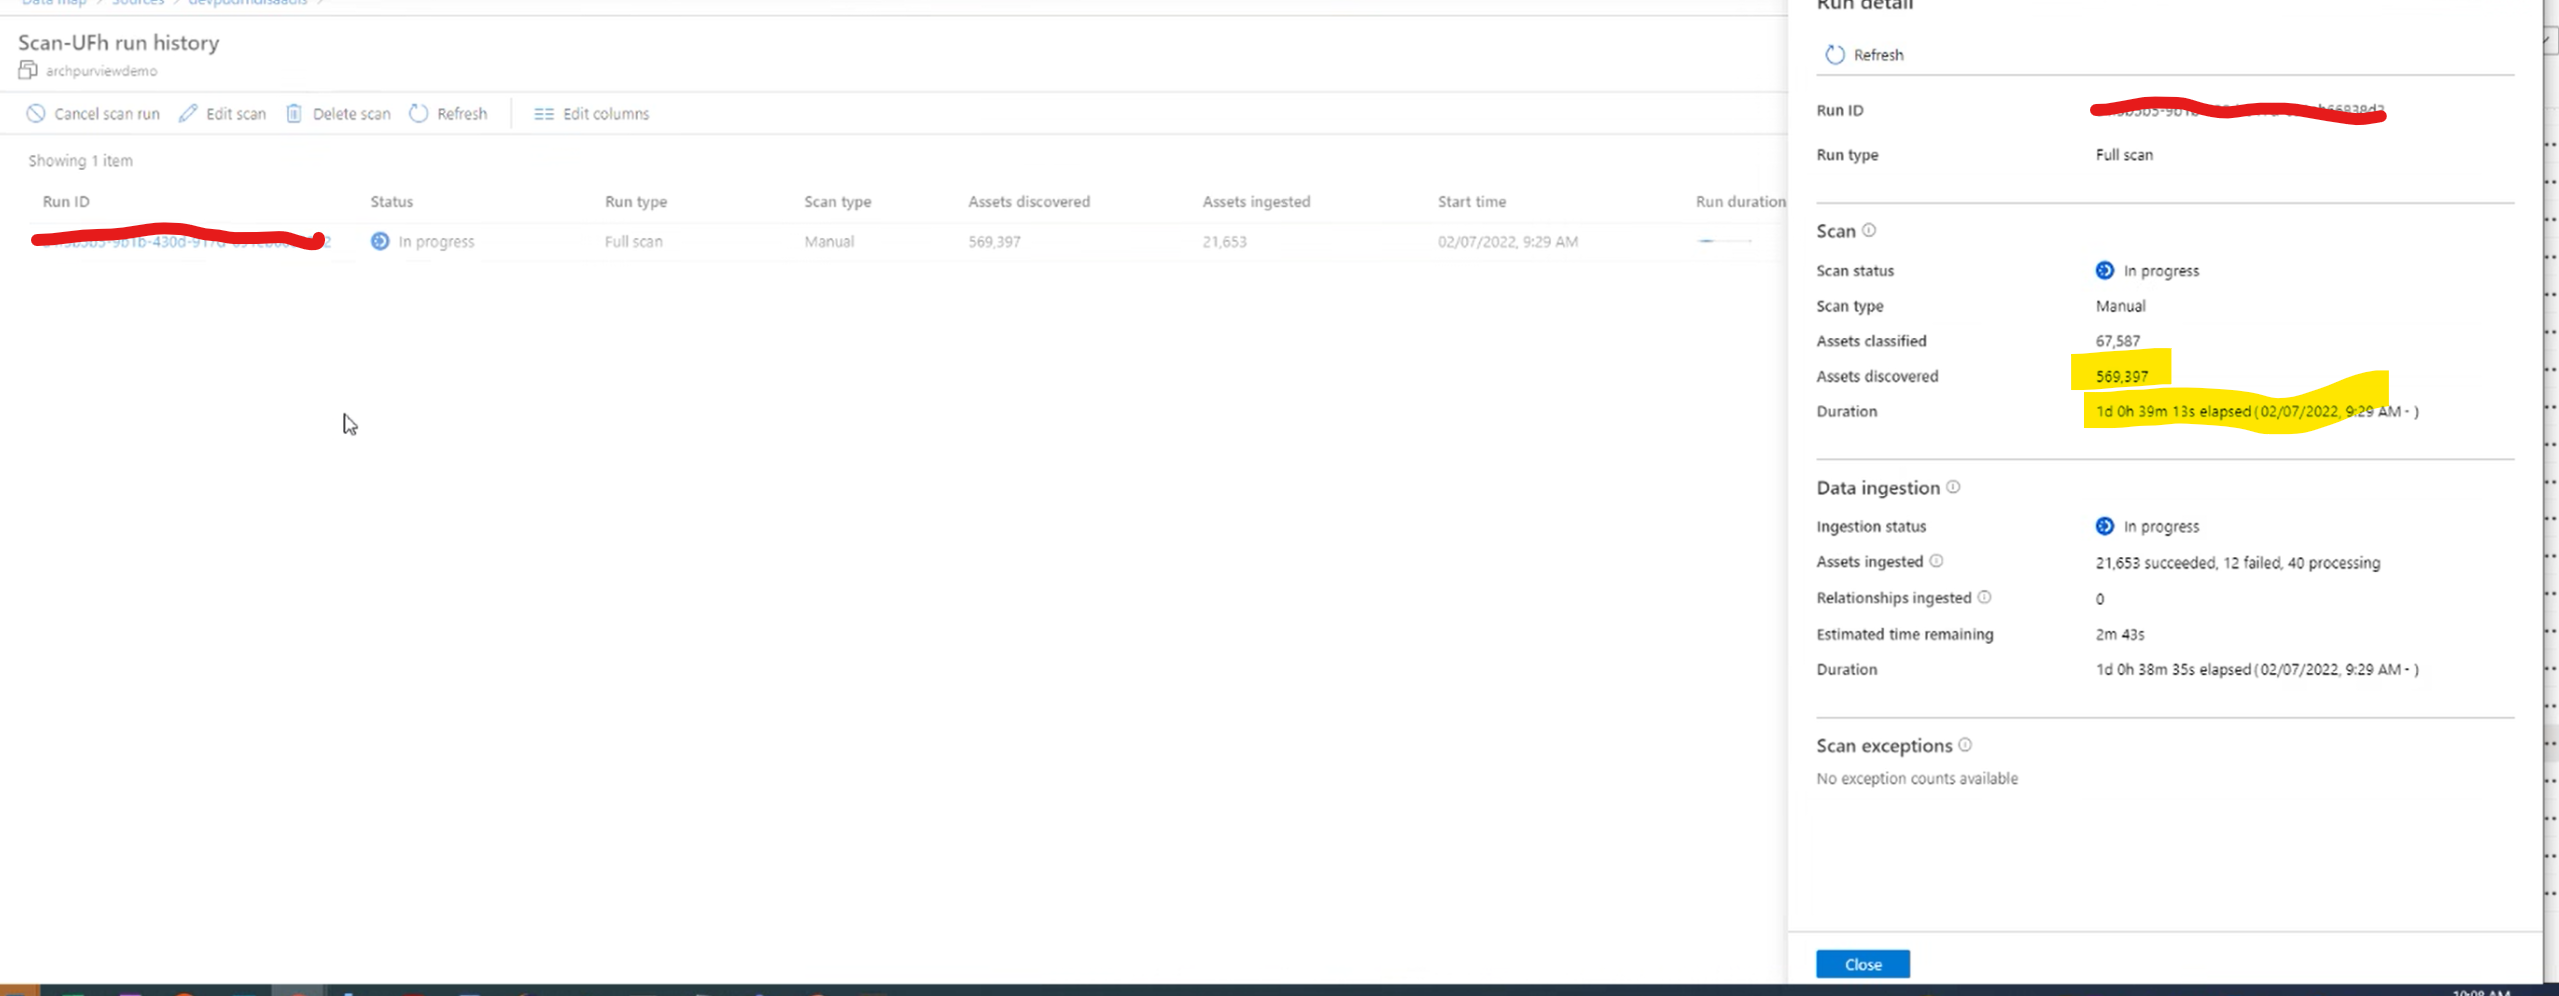 Data map > Sources >
Scan-UFh run history
archpurviewdemo
Cancel scan run Edit scan Delete scan Refresh Edit columns
Showing 1 item
Run ID Status Run type Scan type Assets discovered Assets ingested Start time Run duration
In progress Full scan Manual 569,397 21,653 02/07/2022, 9:29 AM
Run detail
Refresh
Run ID
Run type Full scan
Scan
Scan status In progress
Scan type Manual
Assets classified 67,587
Assets discovered 569,397
Duration 1d 0h 39m 13s elapsed (02/07/2022, 9:29 AM - )
Data ingestion
Ingestion status In progress
Assets ingested 21,653 succeeded, 12 failed, 40 processing
Relationships ingested 0
Estimated time remaining 2m 43s
Duration 1d 0h 38m 35s elapsed (02/07/2022, 9:29 AM - )
Scan exceptions
No exception counts available
Close
10:08 AM